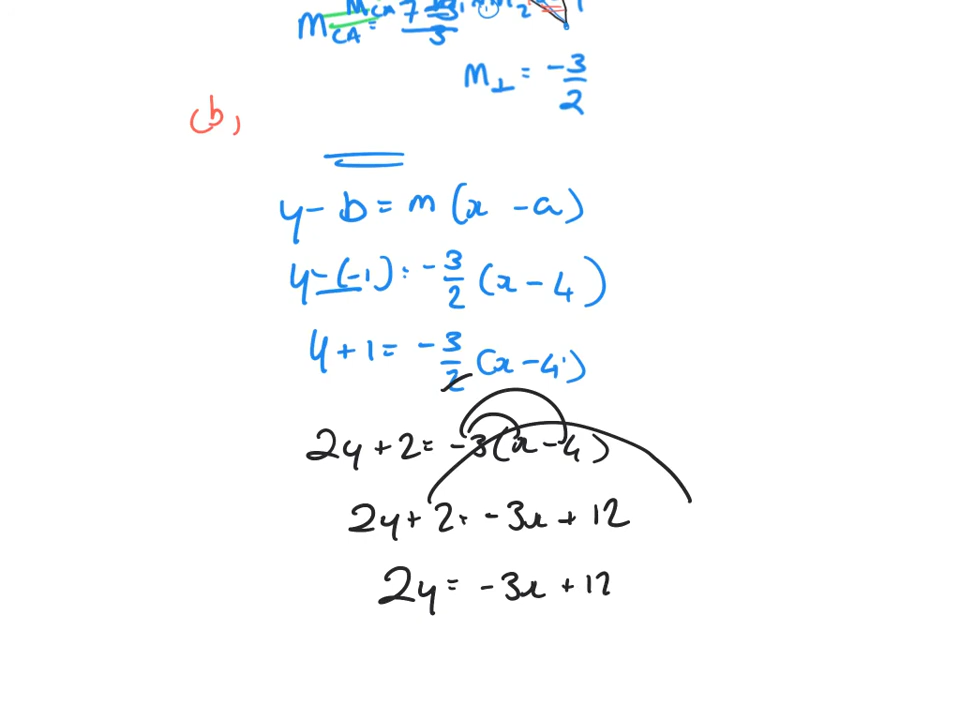 m_CA =
m⊥ = -3/2
(b)
y - b = m (x - a)
y - (-1) = -3/2 (x - 4)
y + 1 = -3/2 (x - 4)
2y + 2 = -3(x - 4)
2y + 2 = -3x + 12
2y = -3x + 12